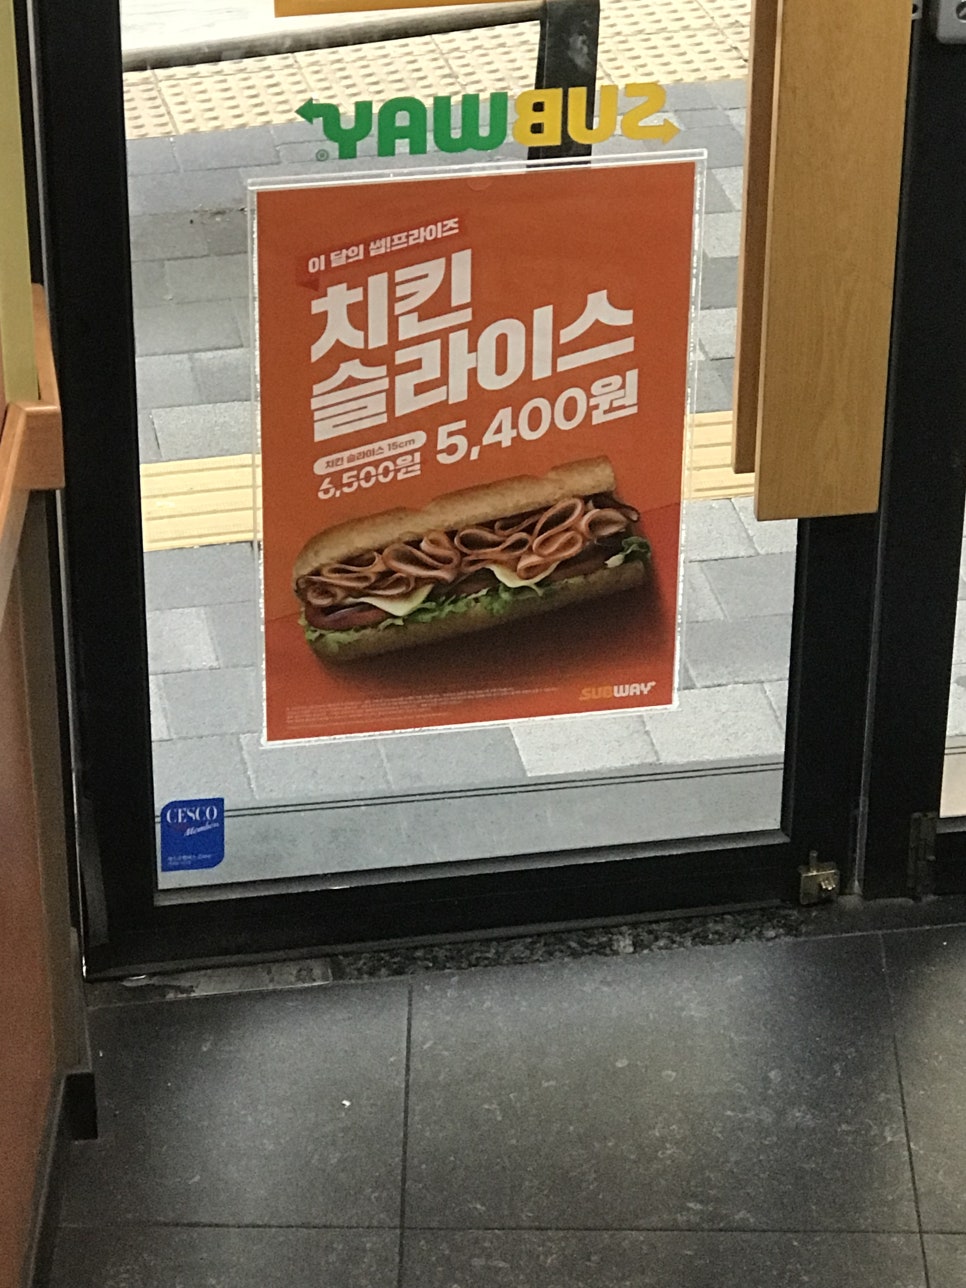 SUBWAY®
이 달의 썹!프라이즈
치킨
슬라이스
치킨 슬라이스 15cm
6,500원
5,400원
SUBWAY
CESCO
Members